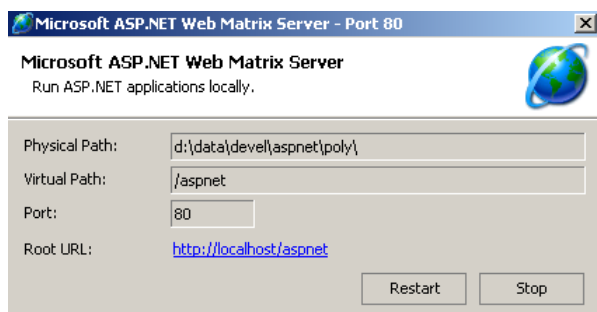 Microsoft ASP.NET Web Matrix Server - Port 80
Microsoft ASP.NET Web Matrix Server
Run ASP.NET applications locally.
Physical Path: d:\data\devel\aspnet\poly\
Virtual Path: /aspnet
Port: 80
Root URL: http://localhost/aspnet
Restart Stop